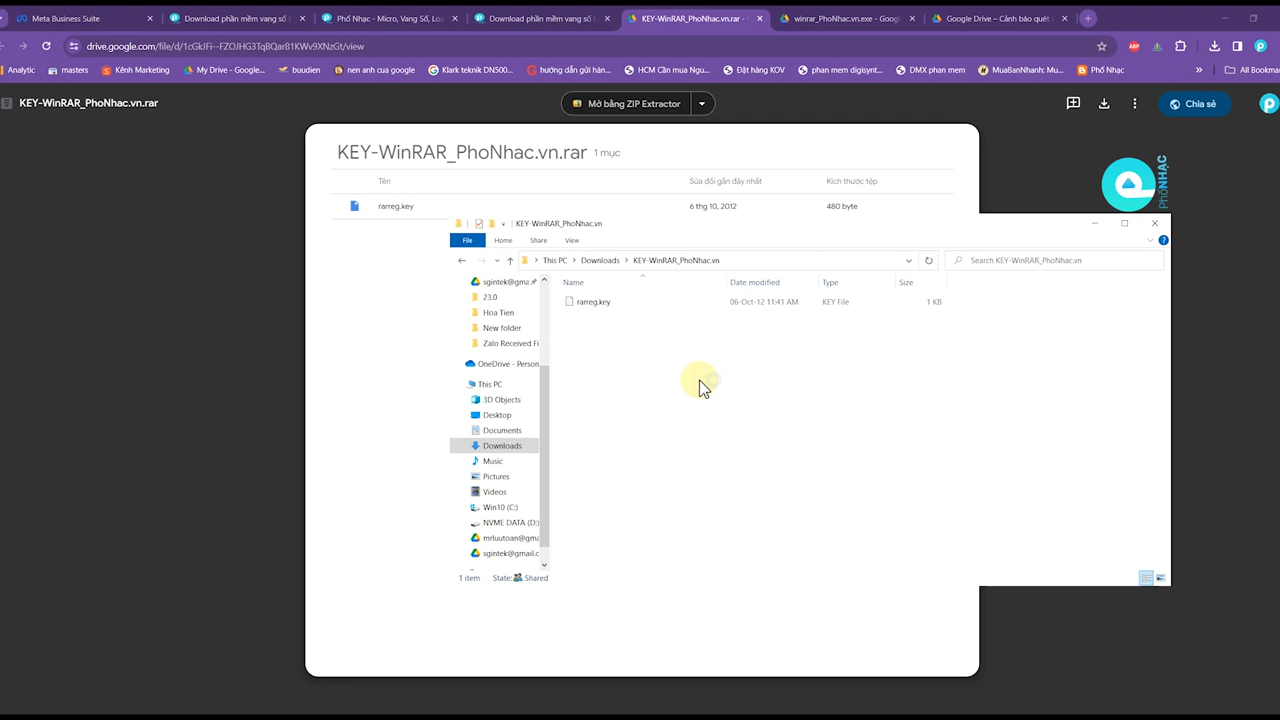 Meta Business Suite
Download phần mềm vang số t
Phố Nhạc - Micro, Vang Số, Loa
Download phần mềm vang số t
KEY-WinRAR_PhoNhac.vn.rar -
winrar_PhoNhac.vn.exe - Google
Google Drive – Cảnh báo quét v
drive.google.com/file/d/1cGkJFi--FZOJHG3TqBQar81KWv9XNzGt/view
Analytic
masters
Kênh Marketing
My Drive - Google...
buudien
nen anh cua google
Klark teknik DN500...
hướng dẫn gửi hàn...
HCM Cần mua Ngu...
Đặt hàng KOV
phan mem digisynt...
DMX phan mem
MuaBanNhanh: Mu...
Phố Nhạc
All Bookmar
KEY-WinRAR_PhoNhac.vn.rar
Mở bằng ZIP Extractor
Chia sẻ
KEY-WinRAR_PhoNhac.vn.rar 1 mục
Tên Sửa đổi gần đây nhất Kích thước tệp
rarreg.key 6 thg 10, 2012 480 byte
PhốNHẠC
KEY-WinRAR_PhoNhac.vn
File Home Share View
This PC Downloads KEY-WinRAR_PhoNhac.vn
Search KEY-WinRAR_PhoNhac.vn
Name Date modified Type Size
rarreg.key 06-Oct-12 11:41 AM KEY File 1 KB
sgintek@gma
23.0
Hoa Tien
New folder
Zalo Received Fi
OneDrive - Person
This PC
3D Objects
Desktop
Documents
Downloads
Music
Pictures
Videos
Win10 (C:)
NVME DATA (D:)
mrluutoan@gma
sgintek@gmail.c
1 item State: Shared